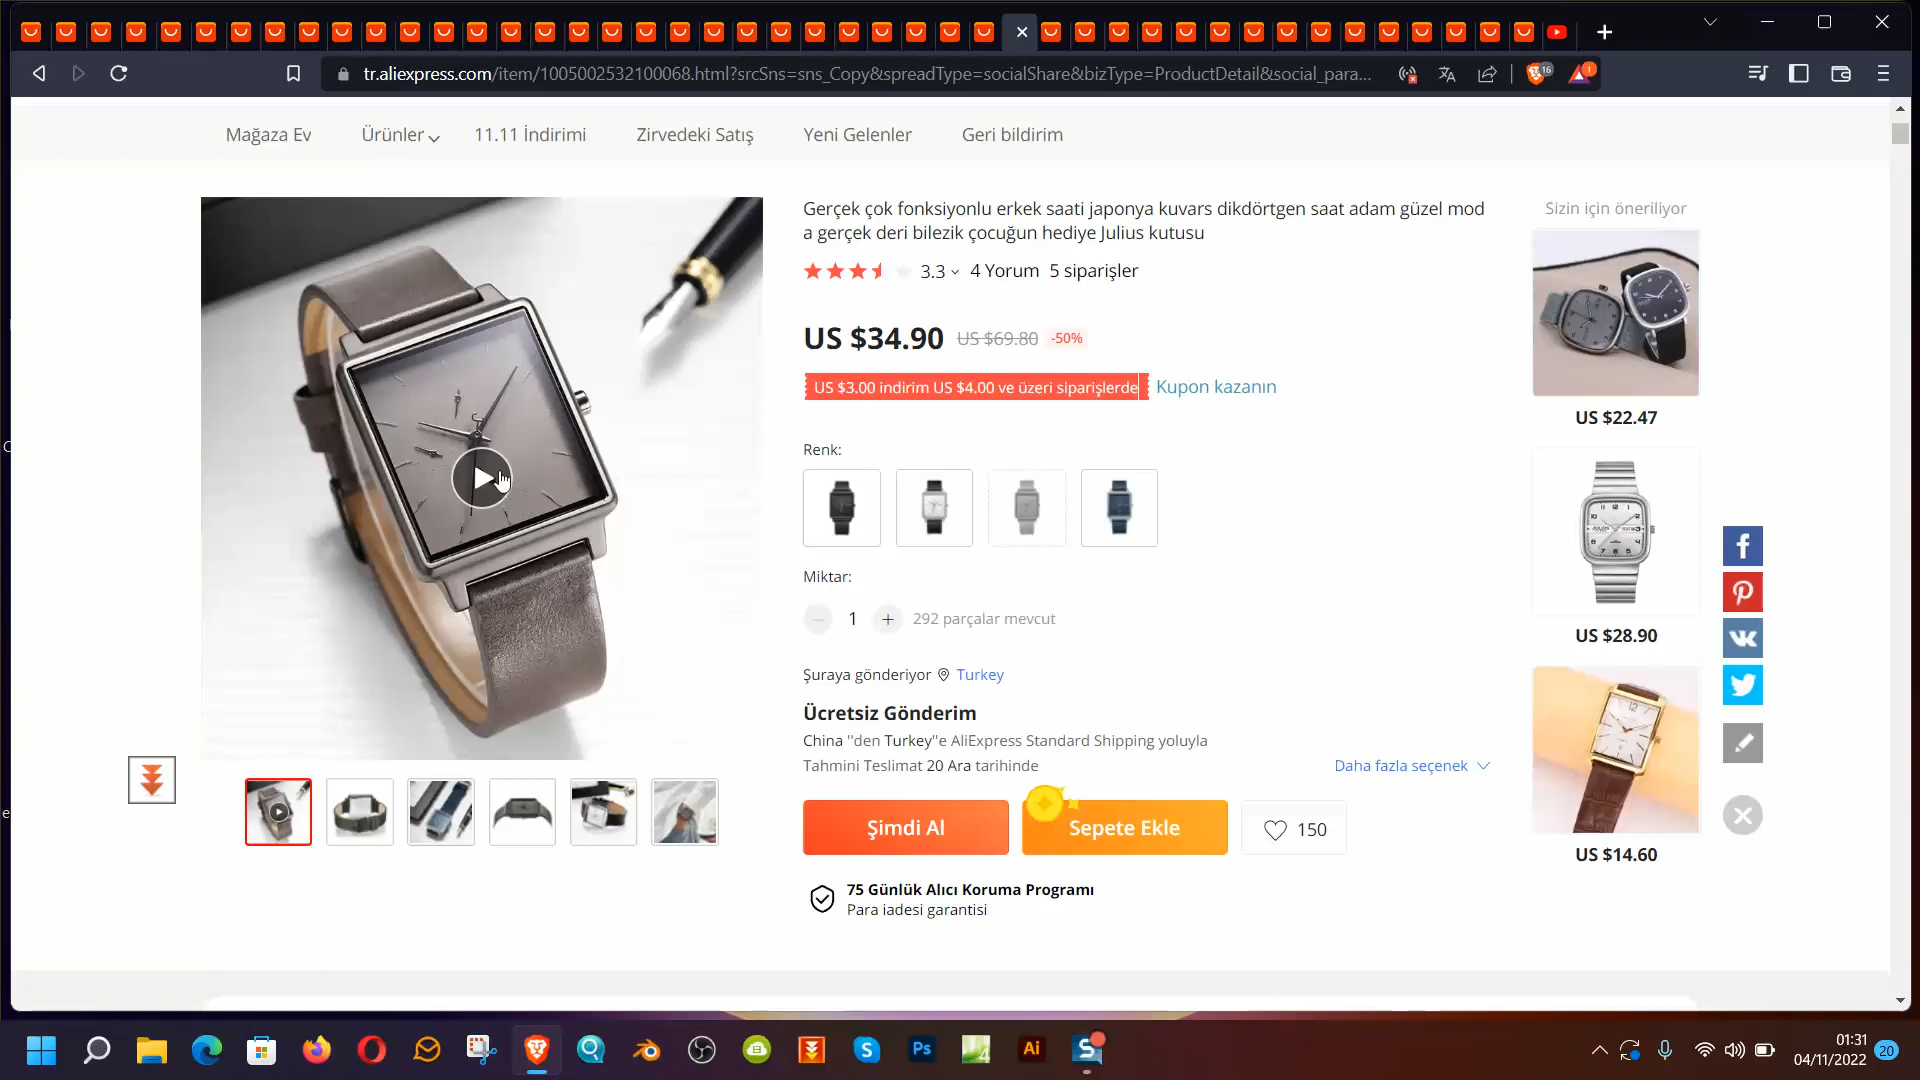 tr.aliexpress.com/item/1005002532100068.html?srcSns=sns_Copy&spreadType=socialShare&bizType=ProductDetail&social_para...
16
1
Mağaza Ev
Ürünler
11.11 İndirimi
Zirvedeki Satış
Yeni Gelenler
Geri bildirim
Gerçek çok fonksiyonlu erkek saati japonya kuvars dikdörtgen saat adam güzel mod
a gerçek deri bilezik çocuğun hediye Julius kutusu
3.3
4 Yorum
5 siparişler
US $34.90
US $69.80
-50%
US $3.00 indirim US $4.00 ve üzeri siparişlerde
Kupon kazanın
Renk:
Miktar:
1
292 parçalar mevcut
Şuraya gönderiyor
Turkey
Ücretsiz Gönderim
China "den Turkey"e AliExpress Standard Shipping yoluyla
Tahmini Teslimat 20 Ara tarihinde
Daha fazla seçenek
Şimdi Al
Sepete Ekle
150
75 Günlük Alıcı Koruma Programı
Para iadesi garantisi
Sizin için öneriliyor
US $22.47
US $28.90
US $14.60
Ps
Ai
01:31
04/11/2022
20